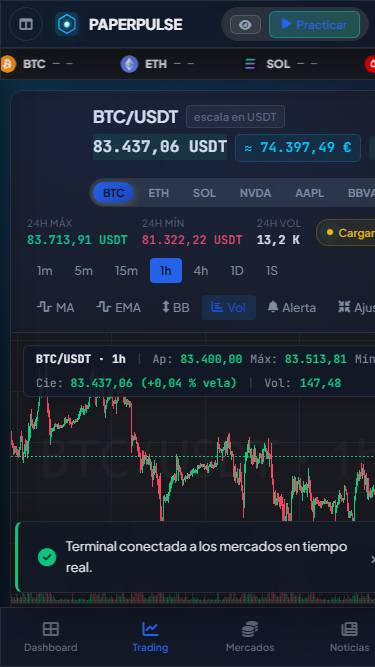 PAPERPULSE
Practicar
BTC – – ETH – – SOL – –
BTC/USDT escala en USDT
83.437,06 USDT ≈ 74.397,49 €
BTC ETH SOL NVDA AAPL BBVA
24H MÁX 24H MÍN 24H VOL
83.713,91 USDT 81.322,22 USDT 13,2 K Cargan
1m 5m 15m 1h 4h 1D 1S
MA EMA BB Vol Alerta Ajus
BTC/USDT · 1h | Ap: 83.400,00 Máx: 83.513,81 Mín
Cie: 83.437,06 (+0,04 % vela) | Vol: 147,48
Terminal conectada a los mercados en tiempo
real.
Dashboard Trading Mercados Noticias